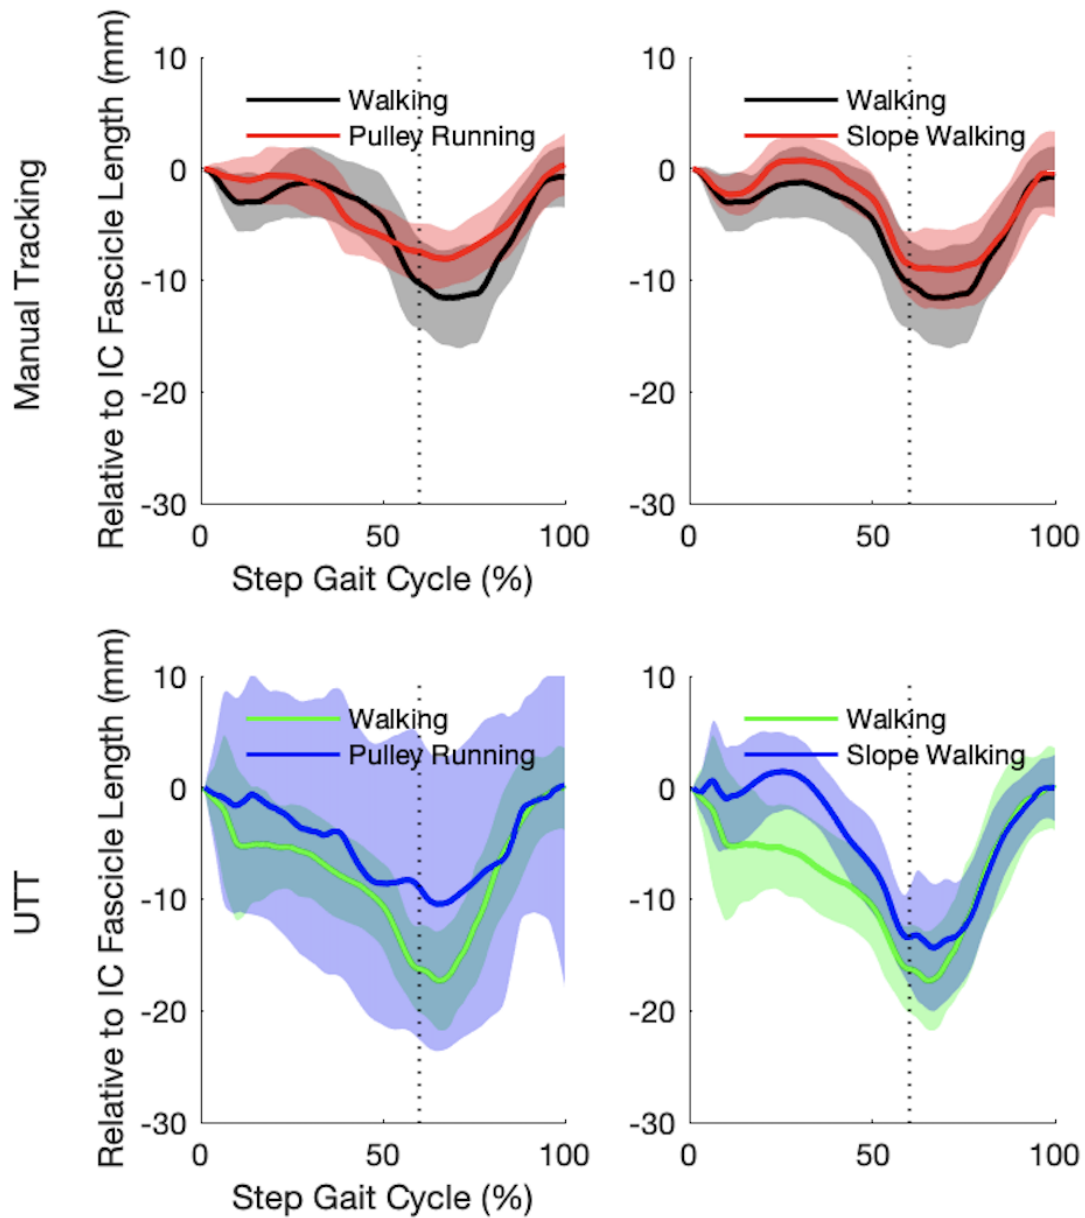 Manual Tracking
Relative to IC Fascicle Length (mm)
10
0
-10
-20
-30
Walking
Pulley Running
0
50
100
Step Gait Cycle (%)
10
0
-10
-20
-30
Walking
Slope Walking
0
50
100
UTT
Relative to IC Fascicle Length (mm)
10
0
-10
-20
-30
Walking
Pulley Running
0
50
100
Step Gait Cycle (%)
10
0
-10
-20
-30
Walking
Slope Walking
0
50
100